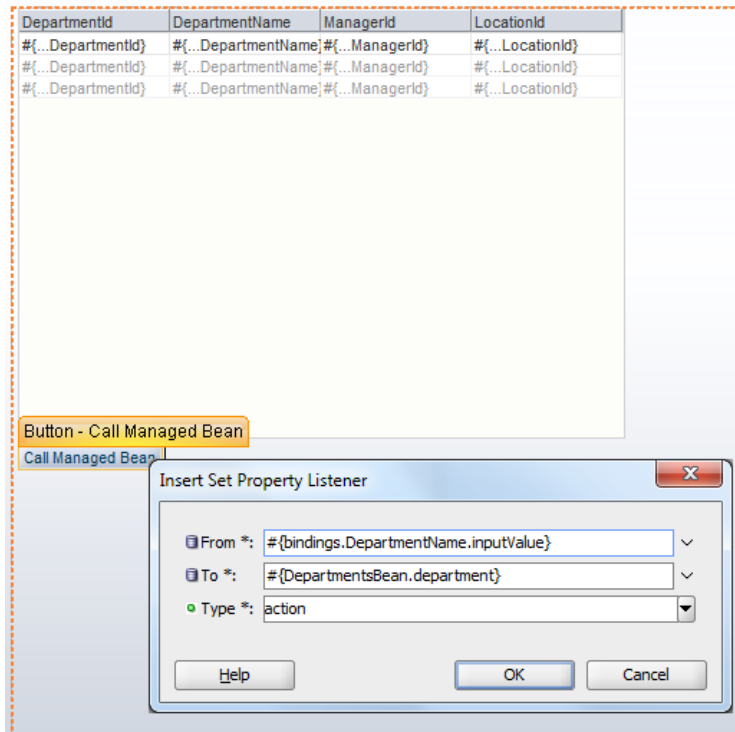 DepartmentId DepartmentName ManagerId LocationId
#{...DepartmentId} #{...DepartmentName} #{...ManagerId} #{...LocationId}
#{...DepartmentId} #{...DepartmentName} #{...ManagerId} #{...LocationId}
#{...DepartmentId} #{...DepartmentName} #{...ManagerId} #{...LocationId}
Button - Call Managed Bean
Call Managed Bean
Insert Set Property Listener
From *: #{bindings.DepartmentName.inputValue}
To *: #{DepartmentsBean.department}
Type *: action
Help OK Cancel